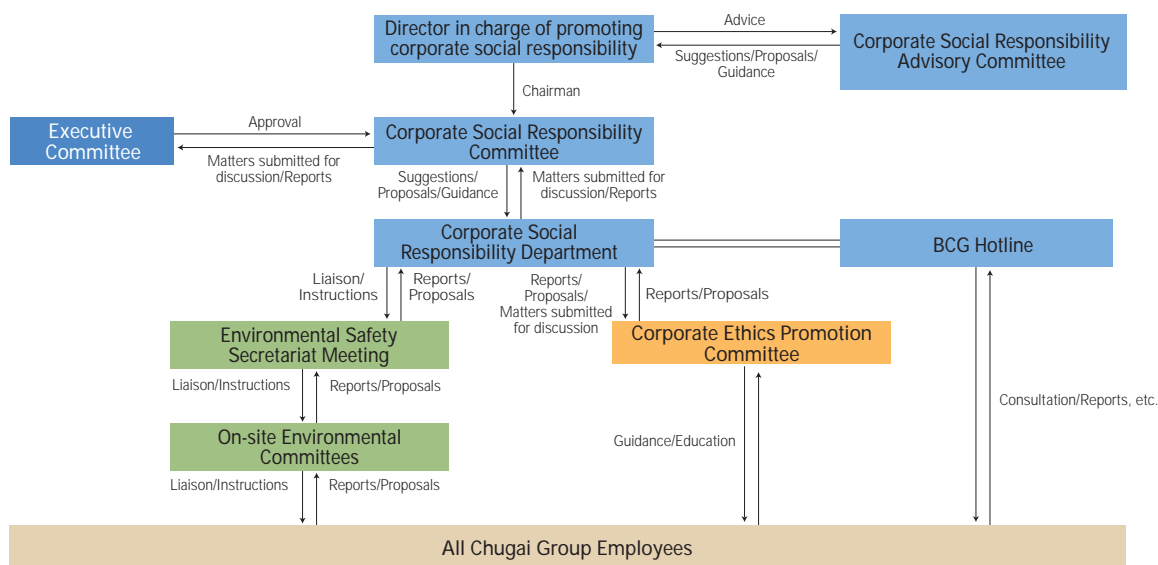 Director in charge of promoting
corporate social responsibility
Advice
Suggestions/Proposals/
Guidance
Corporate Social Responsibility
Advisory Committee
Chairman
Executive
Committee
Approval
Matters submitted for
discussion/Reports
Corporate Social Responsibility
Committee
Suggestions/
Proposals/Guidance
Matters submitted for
discussion/Reports
Corporate Social
Responsibility Department
BCG Hotline
Liaison/
Instructions
Reports/
Proposals
Reports/
Proposals/
Matters submitted
for discussion
Reports/Proposals
Environmental Safety
Secretariat Meeting
Corporate Ethics Promotion
Committee
Liaison/Instructions
Reports/Proposals
Consultation/Reports, etc.
On-site Environmental
Committees
Guidance/Education
Liaison/Instructions
Reports/Proposals
All Chugai Group Employees